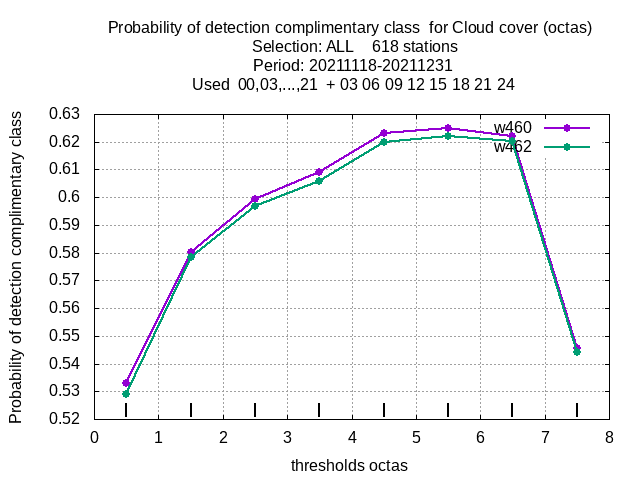 Probability of detection complimentary class  for Cloud cover (octas)
Selection: ALL    618 stations
Period: 20211118-20211231
Used  00,03,...,21  + 03 06 09 12 15 18 21 24
Probability of detection complimentary class
0.63
0.62
0.61
0.6
0.59
0.58
0.57
0.56
0.55
0.54
0.53
0.52
w460
w462
0 1 2 3 4 5 6 7 8
thresholds octas